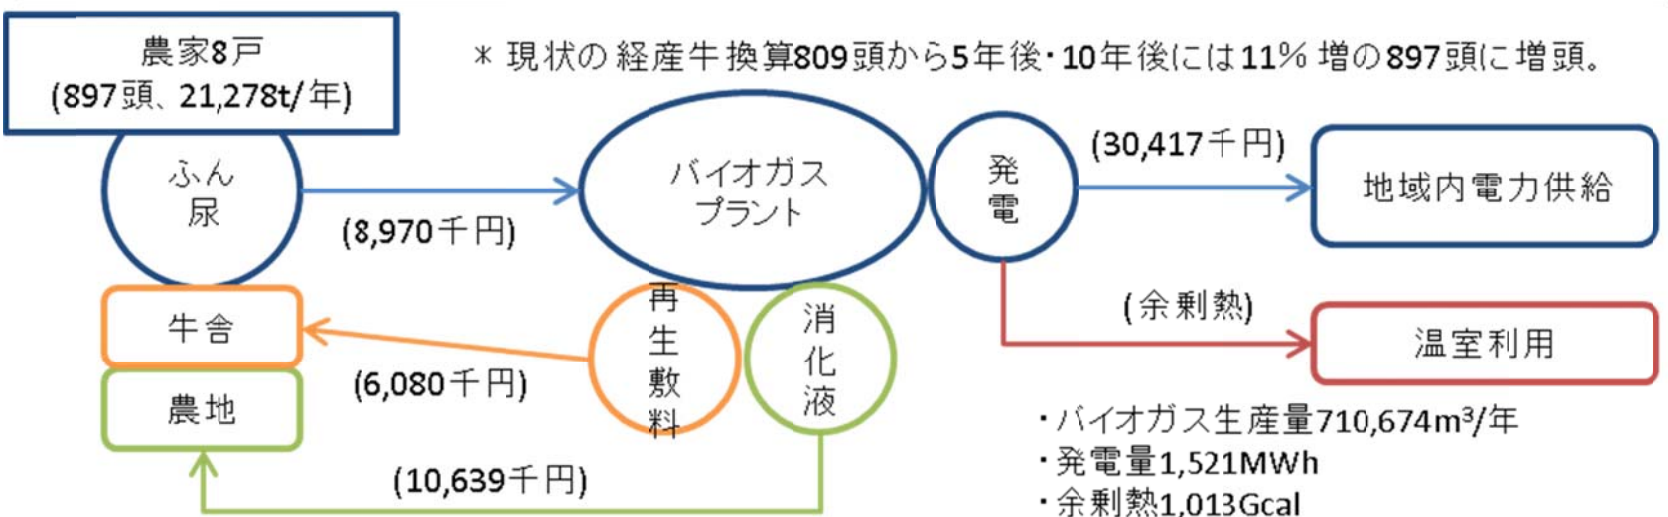 農家8戸
(897頭、21,278t/年)
＊現状の経産牛換算809頭から5年後・10年後には11%増の897頭に増頭。
ふん
尿
(8,970千円)
バイオガス
プラント
発
電
(30,417千円)
地域内電力供給
(余剰熱)
温室利用
牛舎
(6,080千円)
再
生
敷
料
消
化
液
農地
(10,639千円)
・バイオガス生産量710,674m³/年
・発電量1,521MWh
・余剰熱1,013Gcal